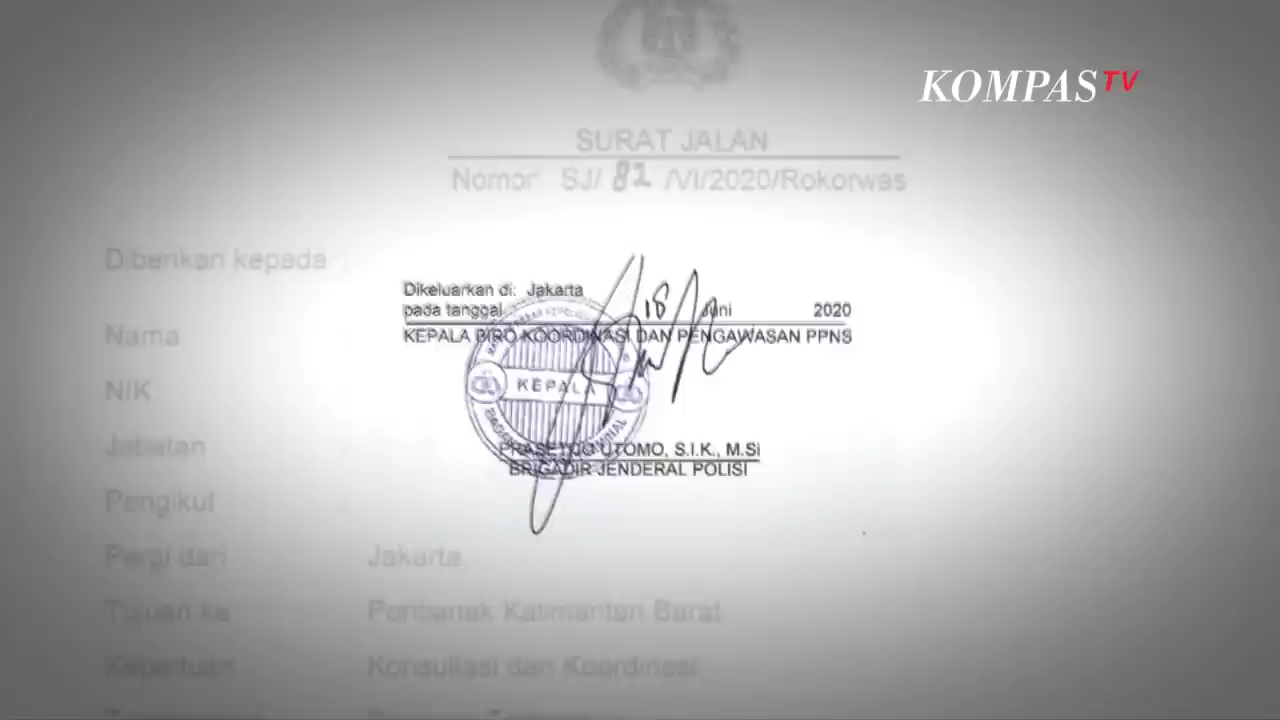 KOMPAS TV
SURAT JALAN
Nomor SJ/ 82 /VI/2020/Rokorwas
Diberikan kepada :
Dikeluarkan di: Jakarta
pada tanggal 18 Juni 2020
KEPALA BIRO KOORDINASI DAN PENGAWASAN PPNS
Nama
NIK
KEPALA
Jabatan
PRASETIJO UTOMO, S.I.K., M.Si
BRIGADIR JENDERAL POLISI
Pengikut
Pergi dari Jakarta
Tujuan ke Pontianak Kalimantan Barat
Keperluan Konsultasi dan Koordinasi